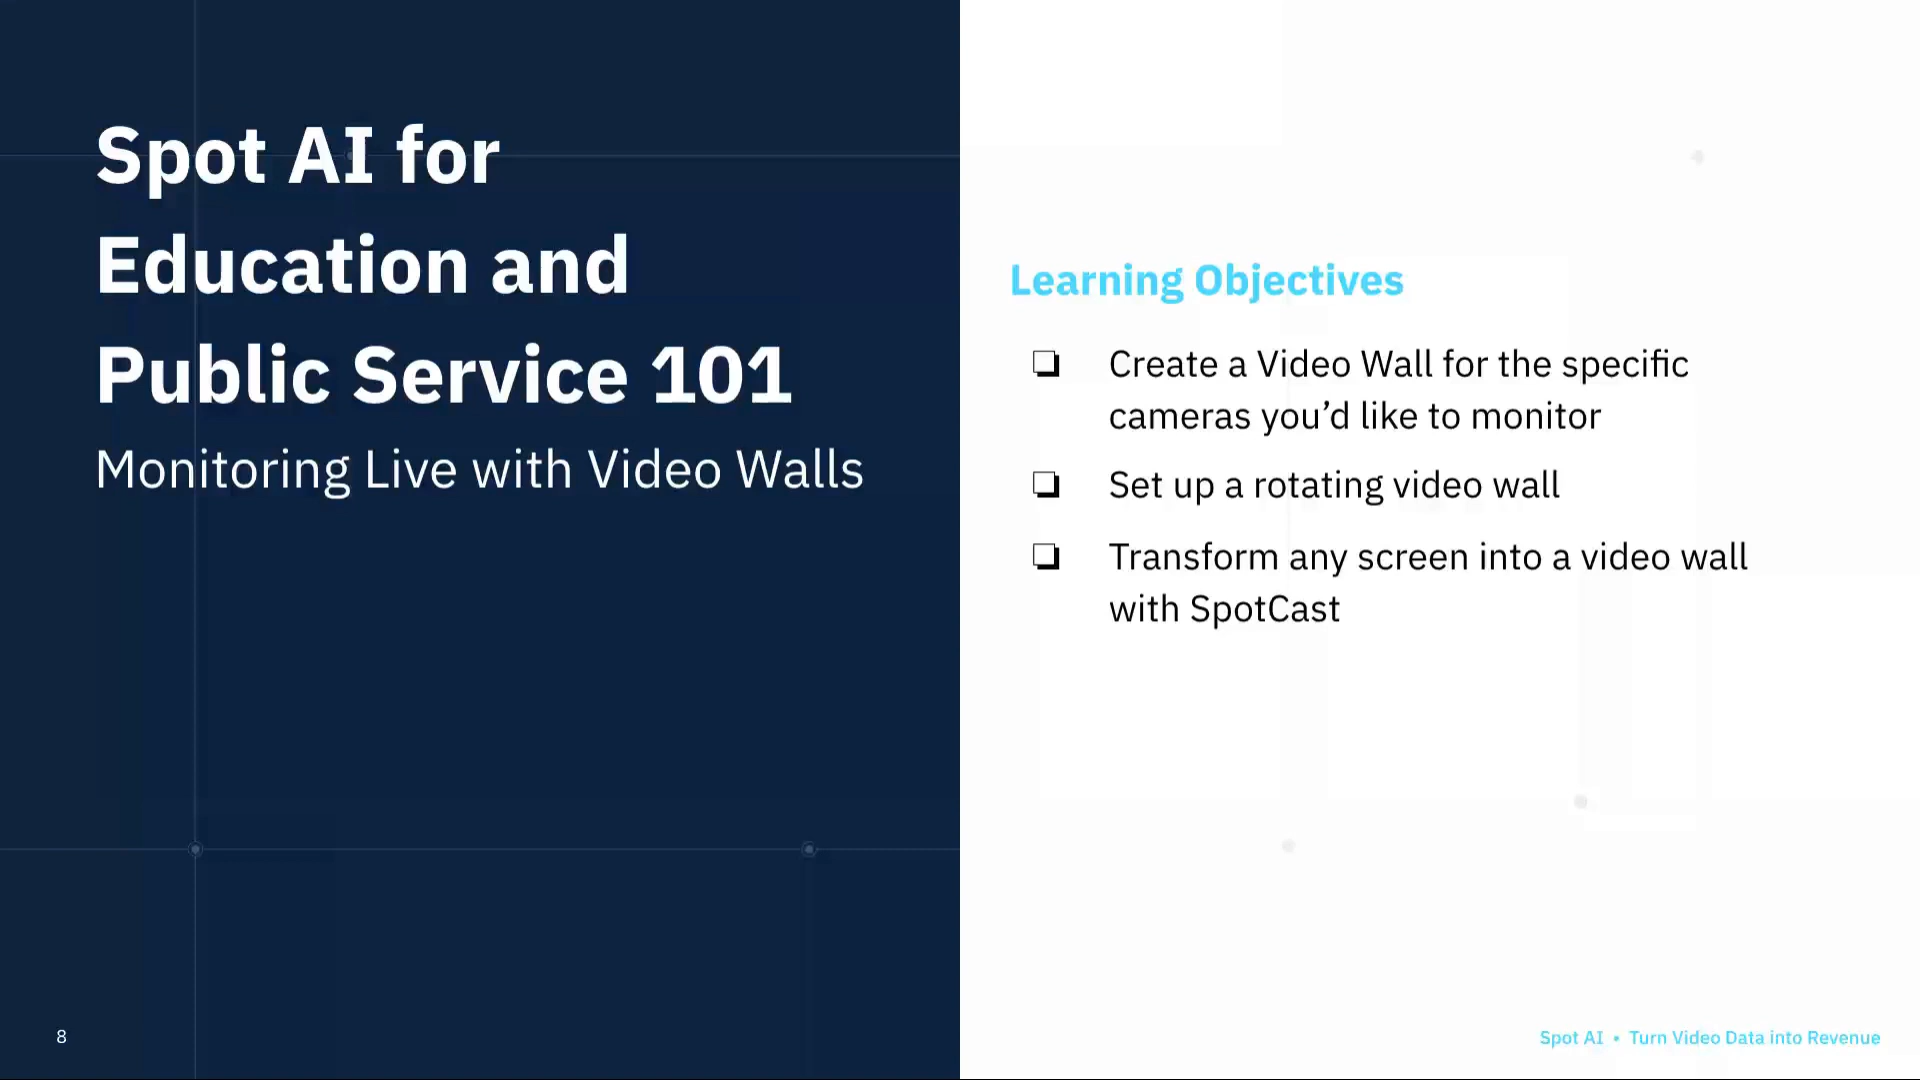 Spot AI for
Education and
Public Service 101
Monitoring Live with Video Walls
Learning Objectives
❏ Create a Video Wall for the specific
cameras you’d like to monitor
❏ Set up a rotating video wall
❏ Transform any screen into a video wall
with SpotCast
8
Spot AI • Turn Video Data into Revenue